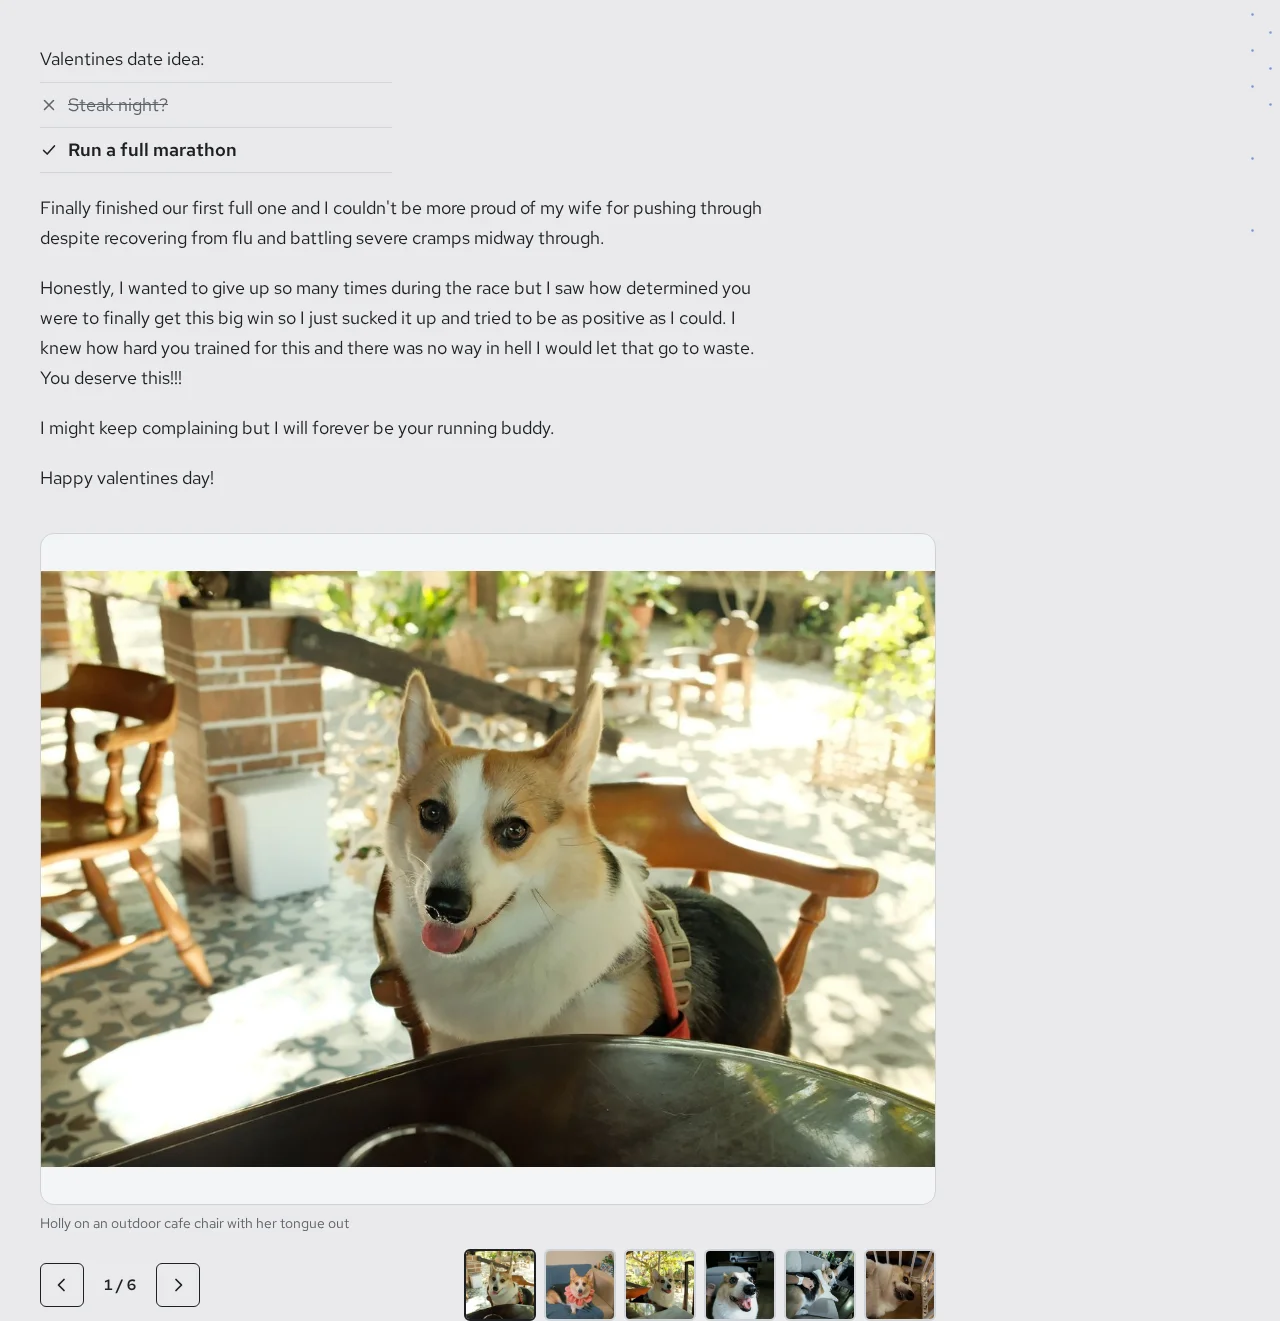 Valentines date idea:
Steak night?
Run a full marathon
Finally finished our first full one and I couldn't be more proud of my wife for pushing through
despite recovering from flu and battling severe cramps midway through.
Honestly, I wanted to give up so many times during the race but I saw how determined you
were to finally get this big win so I just sucked it up and tried to be as positive as I could. I
knew how hard you trained for this and there was no way in hell I would let that go to waste.
You deserve this!!!
I might keep complaining but I will forever be your running buddy.
Happy valentines day!
Holly on an outdoor cafe chair with her tongue out
1 / 6